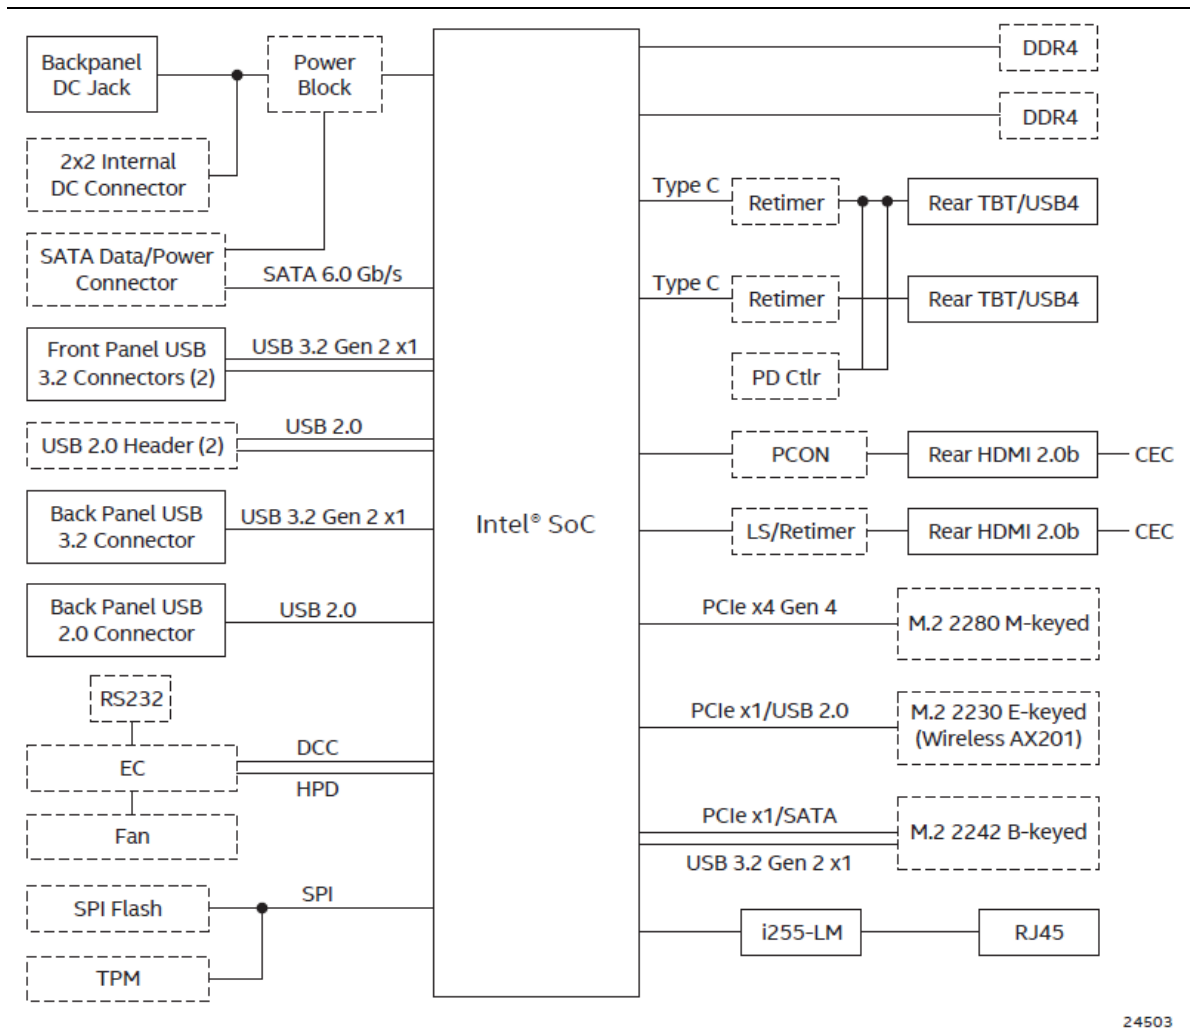 Backpanel
DC Jack
Power
Block
2x2 Internal
DC Connector
SATA Data/Power
Connector
SATA 6.0 Gb/s
Front Panel USB
3.2 Connectors (2)
USB 3.2 Gen 2 x1
USB 2.0 Header (2)
USB 2.0
Back Panel USB
3.2 Connector
USB 3.2 Gen 2 x1
Back Panel USB
2.0 Connector
USB 2.0
RS232
EC
DCC
HPD
Fan
SPI Flash
SPI
TPM
Intel® SoC
DDR4
DDR4
Type C
Retimer
Rear TBT/USB4
Type C
Retimer
Rear TBT/USB4
PD Ctlr
PCON
Rear HDMI 2.0b
CEC
LS/Retimer
Rear HDMI 2.0b
CEC
PCIe x4 Gen 4
M.2 2280 M-keyed
PCIe x1/USB 2.0
M.2 2230 E-keyed
(Wireless AX201)
PCIe x1/SATA
USB 3.2 Gen 2 x1
M.2 2242 B-keyed
i255-LM
RJ45
24503